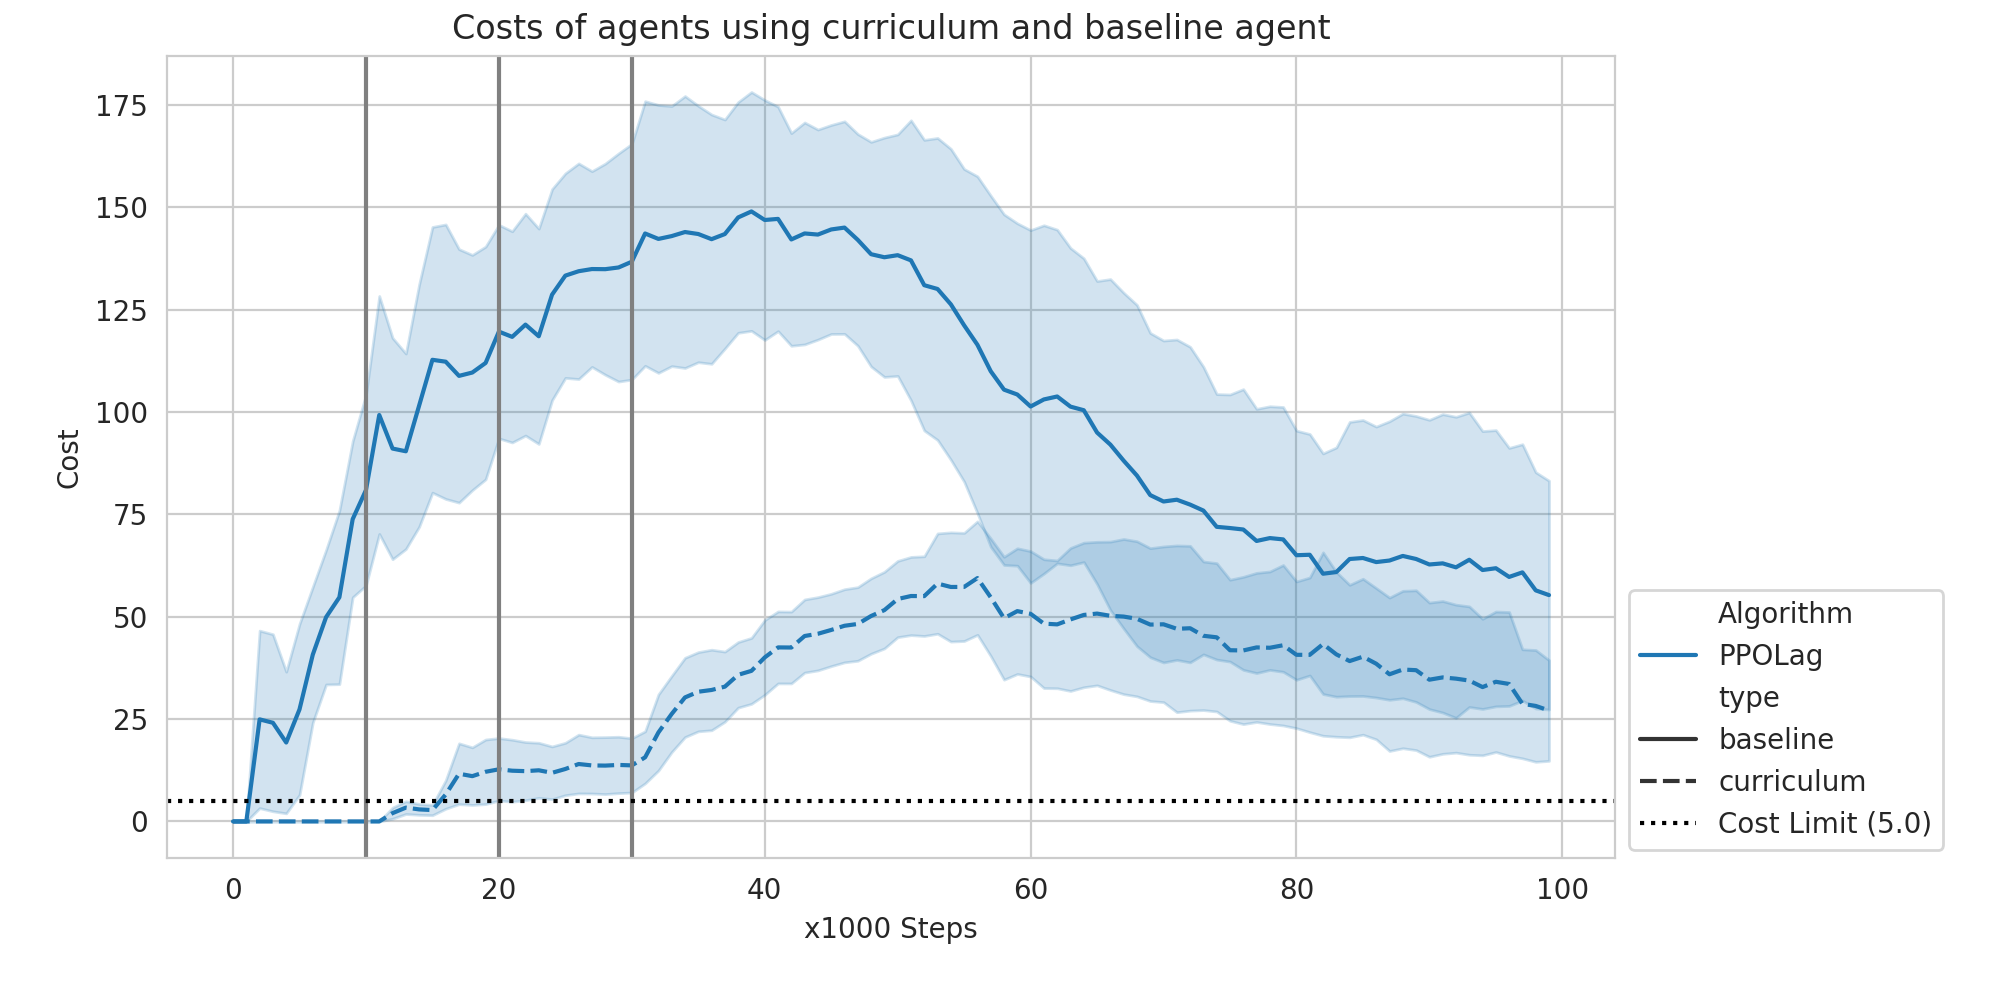 Costs of agents using curriculum and baseline agent
175
150
125
100
75
50
25
0
Cost
0 20 40 60 80 100
x1000 Steps
Algorithm
PPOLag
type
baseline
curriculum
Cost Limit (5.0)